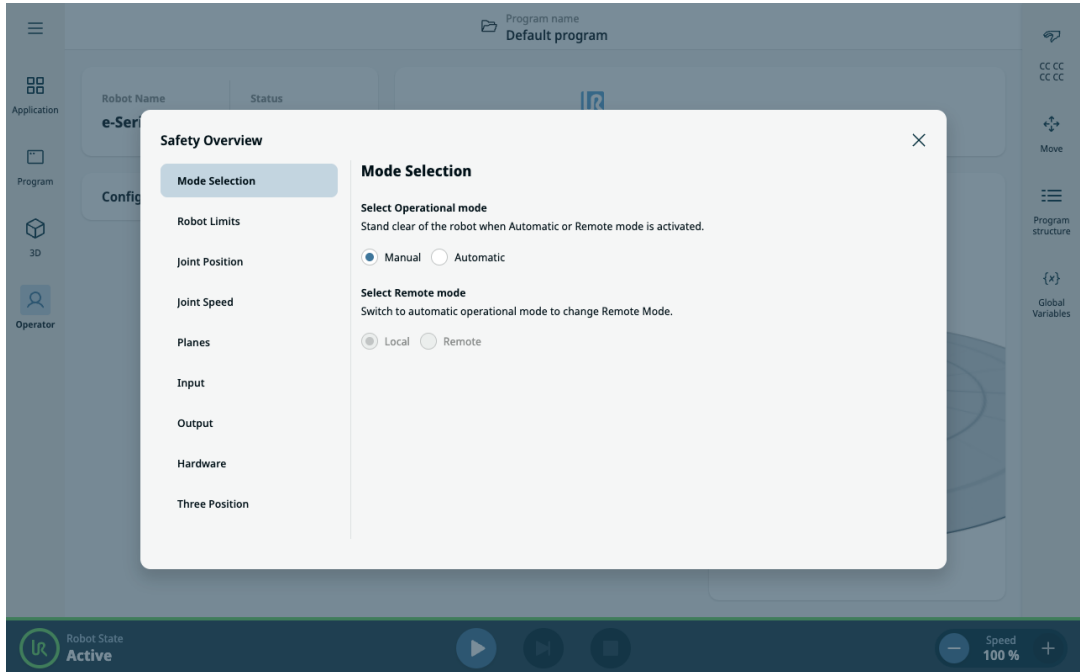 Program name
Default program
Application
Program
3D
Operator
Robot Name
Status
e-Seri
Config
Safety Overview
Mode Selection
Robot Limits
Joint Position
Joint Speed
Planes
Input
Output
Hardware
Three Position
Mode Selection
Select Operational mode
Stand clear of the robot when Automatic or Remote mode is activated.
Manual Automatic
Select Remote mode
Switch to automatic operational mode to change Remote Mode.
Local Remote
CC CC
CC CC
Move
Program
structure
{x}
Global
Variables
Robot State
Active
Speed
100 %